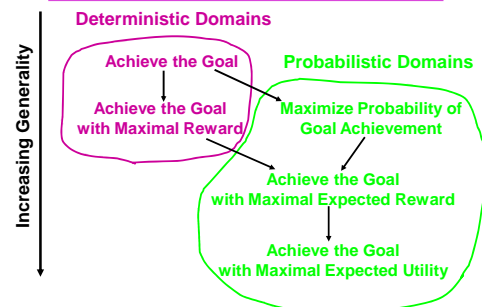 Deterministic Domains
Achieve the Goal
Achieve the Goal
with Maximal Reward
Probabilistic Domains
Maximize Probability of
Goal Achievement
Achieve the Goal
with Maximal Expected Reward
Achieve the Goal
with Maximal Expected Utility
Increasing Generality